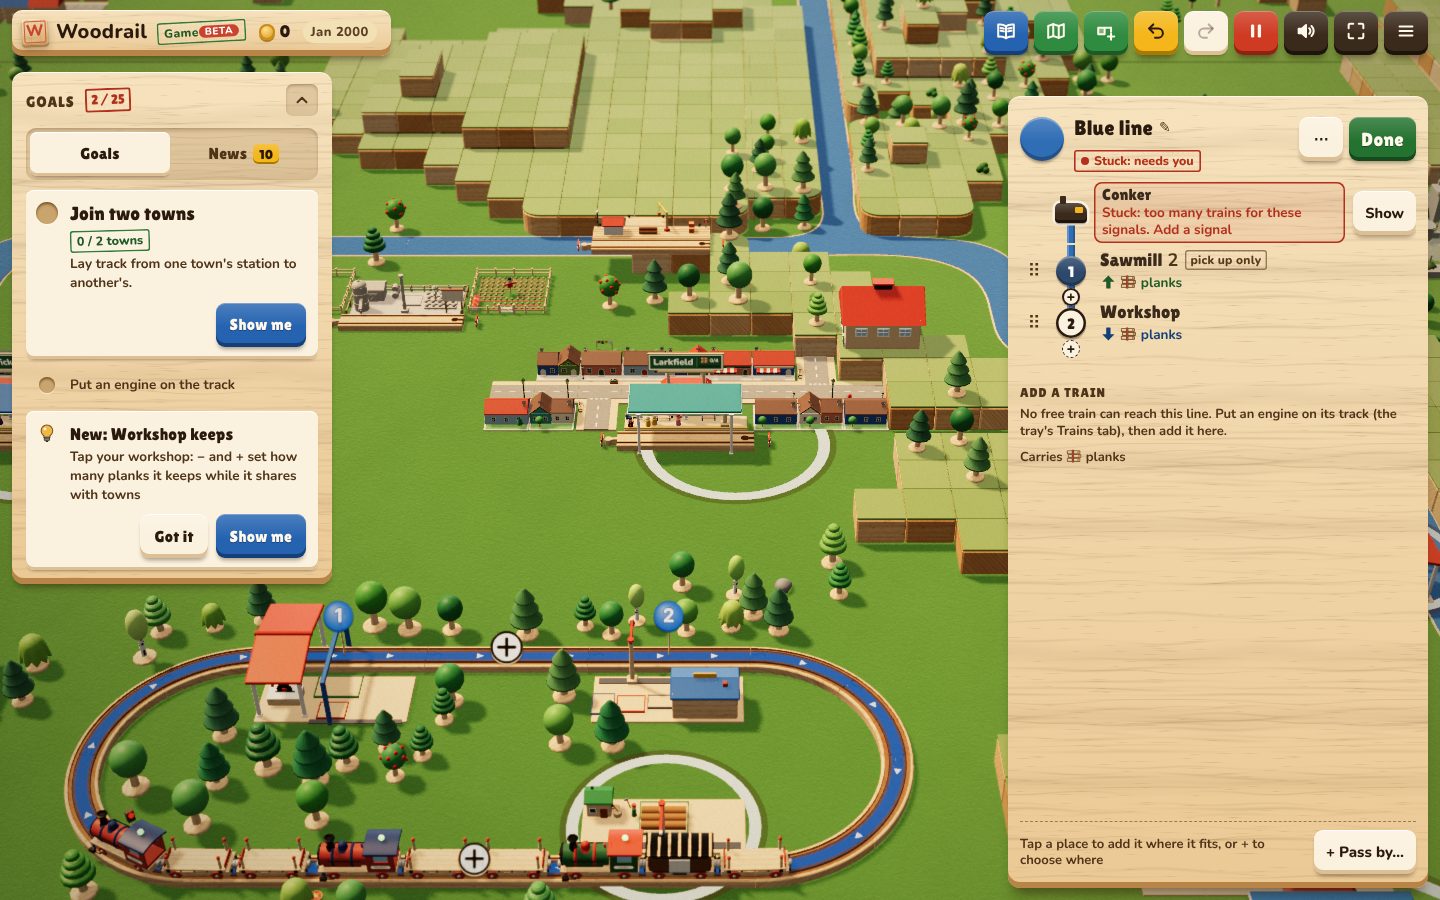 W Woodrail Game BETA 0 Jan 2000
GOALS 2 / 25
Goals News 10
Join two towns
0 / 2 towns
Lay track from one town's station to
another's.
Show me
Put an engine on the track
New: Workshop keeps
Tap your workshop: – and + set how
many planks it keeps while it shares
with towns
Got it Show me
Larkfield 0/4
1
2
Blue line
Stuck: needs you
... Done
Conker
Stuck: too many trains for these
signals. Add a signal
Show
1 Sawmill 2 pick up only
planks
2 Workshop
planks
ADD A TRAIN
No free train can reach this line. Put an engine on its track (the
tray's Trains tab), then add it here.
Carries planks
Tap a place to add it where it fits, or + to
choose where
+ Pass by...